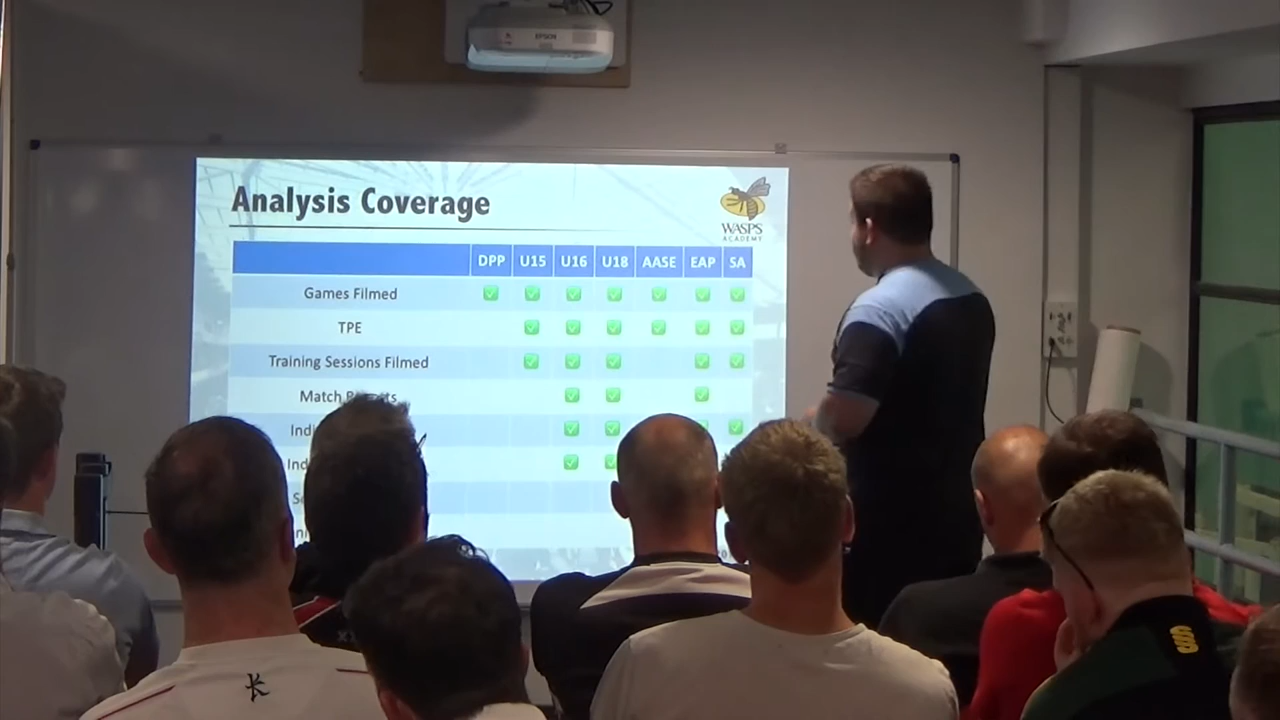 EPSON
Analysis Coverage
WASPS
ACADEMY
DPP U15 U16 U18 AASE EAP SA
Games Filmed ✅ ✅ ✅ ✅ ✅ ✅ ✅
TPE ✅ ✅ ✅ ✅ ✅ ✅
Training Sessions Filmed ✅ ✅ ✅ ✅ ✅
Match